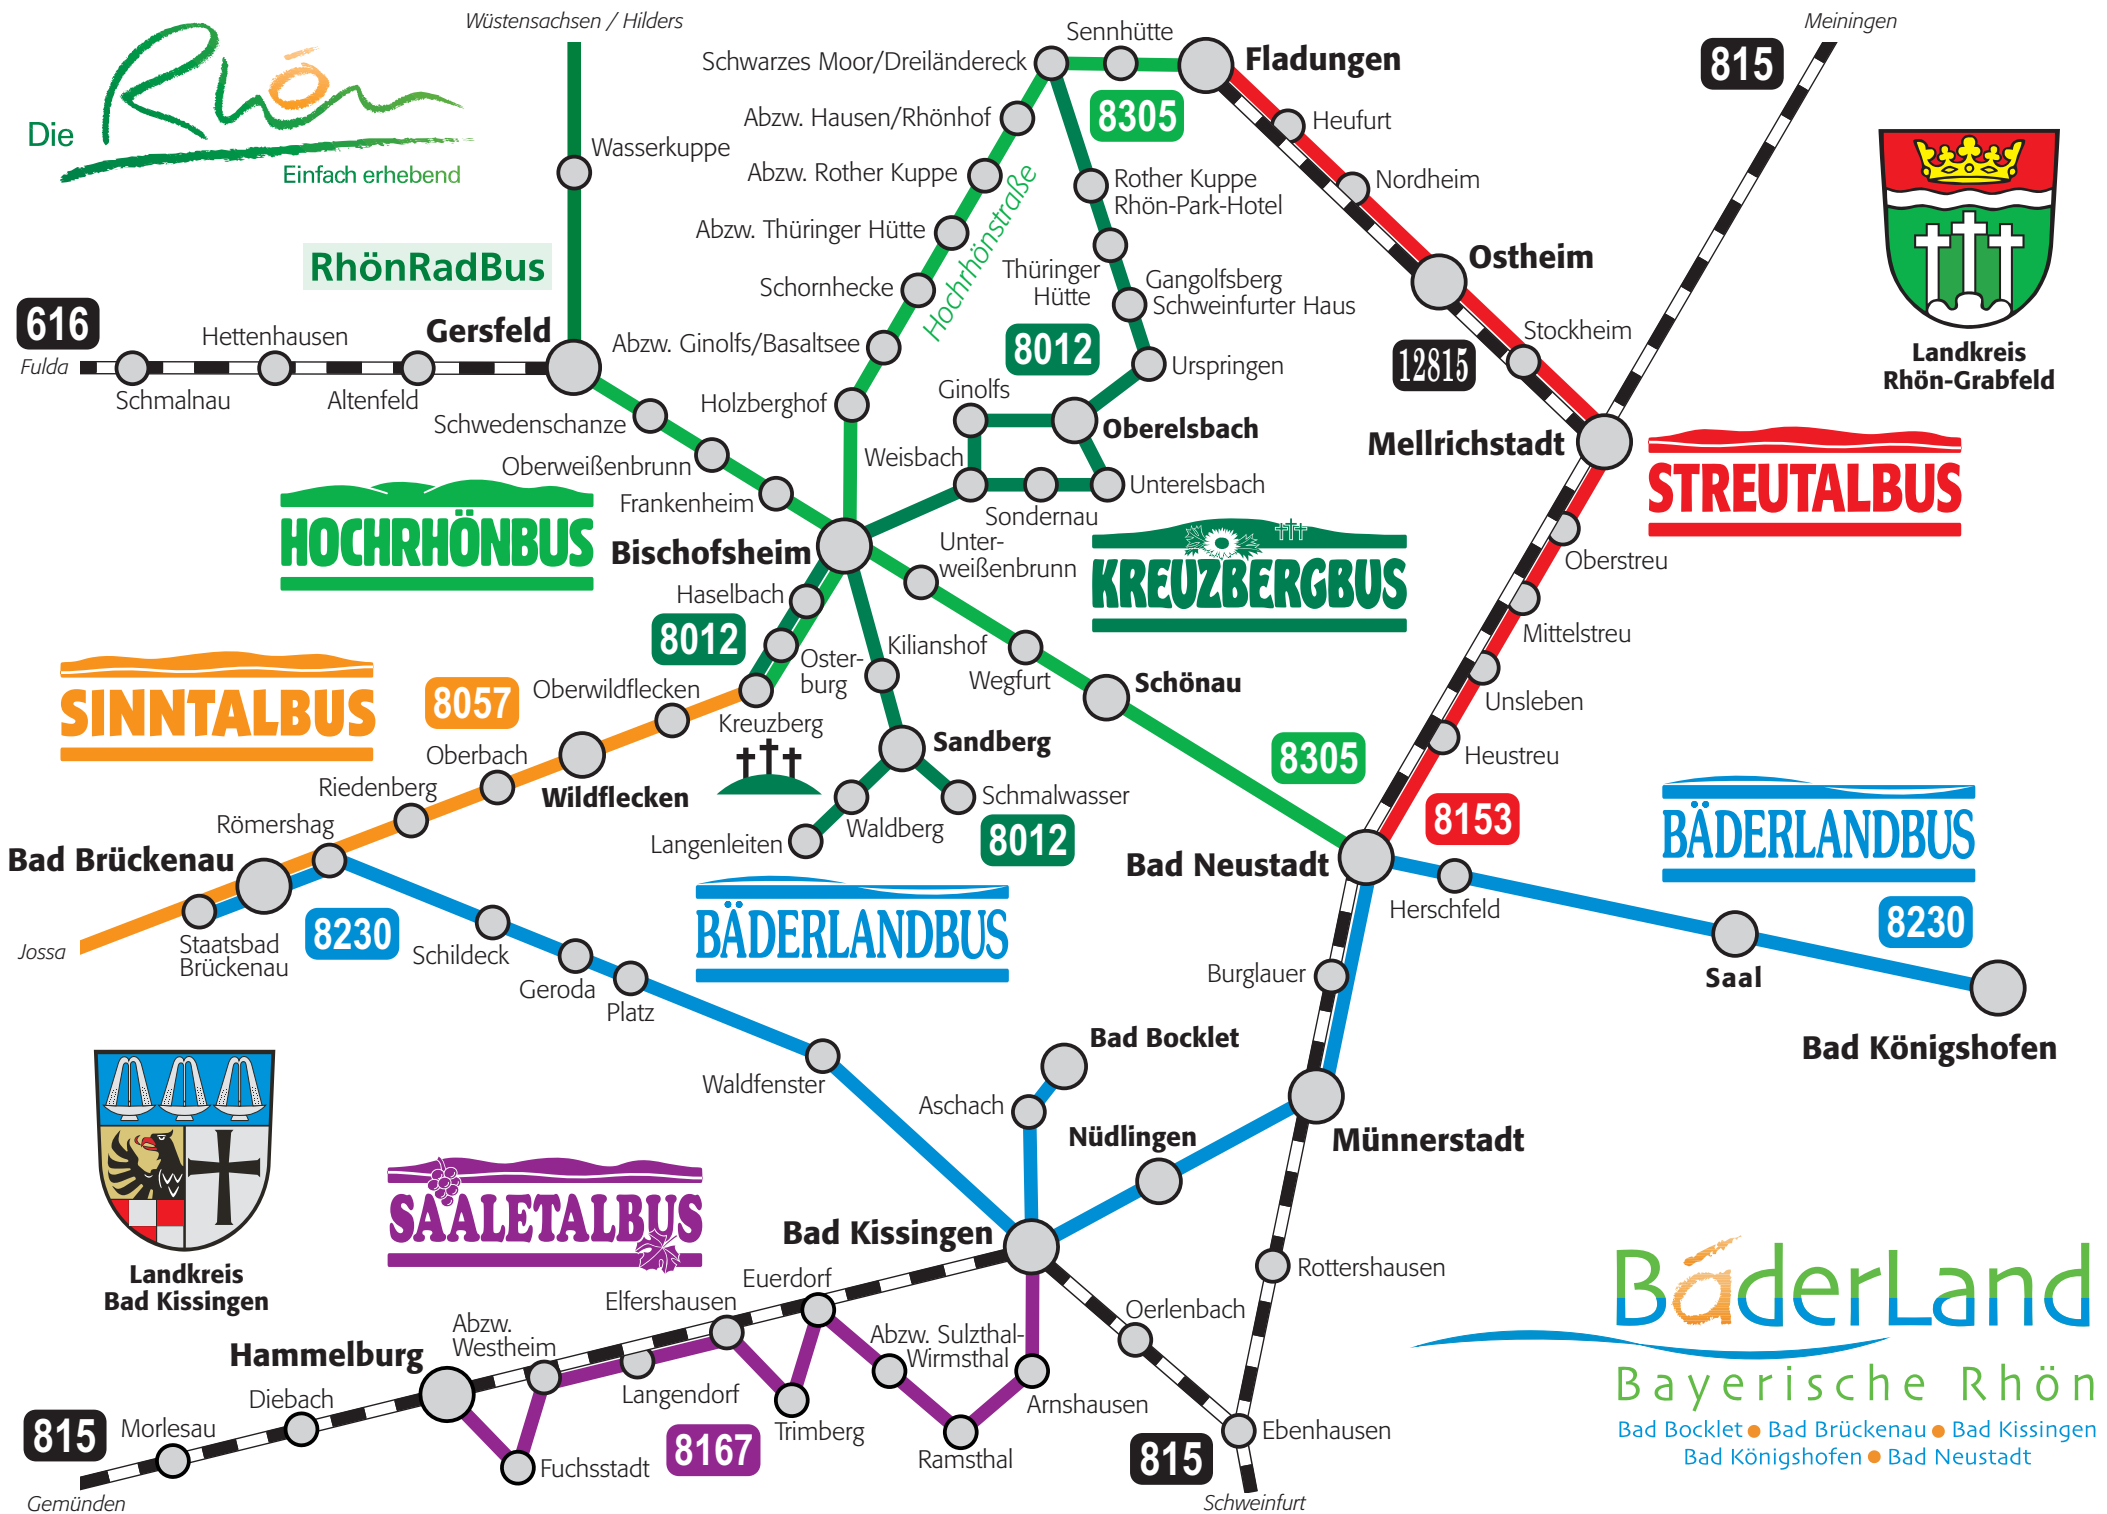 Wüstensachsen / Hilders
Meiningen
Sennhütte
Schwarzes Moor/Dreiländereck
Fladungen
815
Die Rhön
Einfach erhebend
Abzw. Hausen/Rhönhof
8305
Heufurt
Wasserkuppe
Abzw. Rother Kuppe
Rother Kuppe
Rhön-Park-Hotel
Nordheim
Hochrhönstraße
Abzw. Thüringer Hütte
Ostheim
RhönRadBus
Thüringer
Hütte
Gangolfsberg
Schweinfurter Haus
Schornhecke
616
Hettenhausen
Gersfeld
Abzw. Ginolfs/Basaltsee
8012
Stockheim
12815
Landkreis
Rhön-Grabfeld
Fulda
Schmalnau
Altenfeld
Urspringen
Ginolfs
Holzberghof
Schwedenschanze
Oberelsbach
Mellrichstadt
STREUTALBUS
Oberweißenbrunn
Weisbach
Unterelsbach
Frankenheim
Sondernau
HOCHRHÖNBUS
Bischofsheim
Unter-
weißenbrunn
KREUZBERGBUS
Oberstreu
Haselbach
8012
Mittelstreu
Kilianshof
Oster-
burg
Wegfurt
Schönau
SINNTALBUS
8057
Oberwildflecken
Unsleben
Kreuzberg
Sandberg
8305
Heustreu
Oberbach
Riedenberg
Wildflecken
Schmalwasser
8153
Römershag
Waldberg
Langenleiten
8012
BÄDERLANDBUS
Bad Brückenau
Bad Neustadt
Herschfeld
8230
8230
Jossa
Staatsbad
Brückenau
Schildeck
BÄDERLANDBUS
Saal
Geroda
Platz
Burglauer
Bad Königshofen
Bad Bocklet
Waldfenster
Aschach
Nüdlingen
Münnerstadt
SAALETALBUS
Bad Kissingen
Landkreis
Bad Kissingen
Euerdorf
Rottershausen
Elfershausen
Oerlenbach
Abzw.
Westheim
Abzw. Sulzthal-
Wirmsthal
BäderLand
Hammelburg
Bayerische Rhön
Diebach
Langendorf
Arnshausen
815
Morlesau
8167
Trimberg
Ebenhausen
Bad Bocklet ● Bad Brückenau ● Bad Kissingen
Bad Königshofen ● Bad Neustadt
Ramsthal
815
Fuchsstadt
Gemünden
Schweinfurt